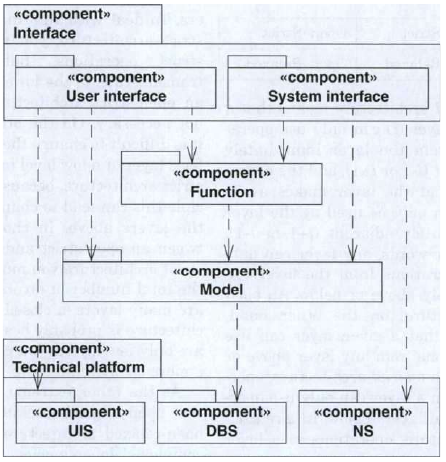 «component»
Interface
«component»
User interface
«component»
System interface
«component»
Function
«component»
Model
«component»
Technical platform
«component»
UIS
«component»
DBS
«component»
NS